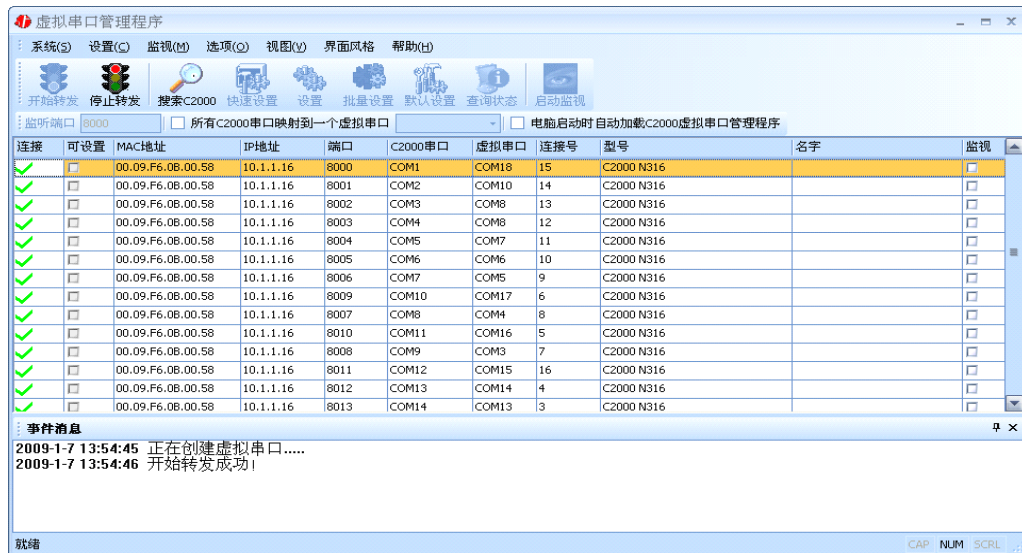 虚拟串口管理程序
系统(S) 设置(C) 监视(M) 选项(O) 视图(V) 界面风格 帮助(H)
开始转发 停止转发 搜索C2000 快速设置 设置 批量设置 默认设置 查询状态 启动监视
监听端口 8000 所有C2000串口映射到一个虚拟串口 电脑启动时自动加载C2000虚拟串口管理程序
连接 可设置 MAC地址 IP地址 端口 C2000串口 虚拟串口 连接号 型号 名字 监视
00.09.F6.0B.00.58 10.1.1.16 8000 COM1 COM18 15 C2000 N316
00.09.F6.0B.00.58 10.1.1.16 8001 COM2 COM10 14 C2000 N316
00.09.F6.0B.00.58 10.1.1.16 8002 COM3 COM8 13 C2000 N316
00.09.F6.0B.00.58 10.1.1.16 8003 COM4 COM8 12 C2000 N316
00.09.F6.0B.00.58 10.1.1.16 8004 COM5 COM7 11 C2000 N316
00.09.F6.0B.00.58 10.1.1.16 8005 COM6 COM6 10 C2000 N316
00.09.F6.0B.00.58 10.1.1.16 8006 COM7 COM5 9 C2000 N316
00.09.F6.0B.00.58 10.1.1.16 8009 COM10 COM17 6 C2000 N316
00.09.F6.0B.00.58 10.1.1.16 8007 COM8 COM4 8 C2000 N316
00.09.F6.0B.00.58 10.1.1.16 8010 COM11 COM16 5 C2000 N316
00.09.F6.0B.00.58 10.1.1.16 8008 COM9 COM3 7 C2000 N316
00.09.F6.0B.00.58 10.1.1.16 8011 COM12 COM15 16 C2000 N316
00.09.F6.0B.00.58 10.1.1.16 8012 COM13 COM14 4 C2000 N316
00.09.F6.0B.00.58 10.1.1.16 8013 COM14 COM13 3 C2000 N316
事件消息
2009-1-7 13:54:45 正在创建虚拟串口.....
2009-1-7 13:54:46 开始转发成功!
就绪 CAP NUM SCRL